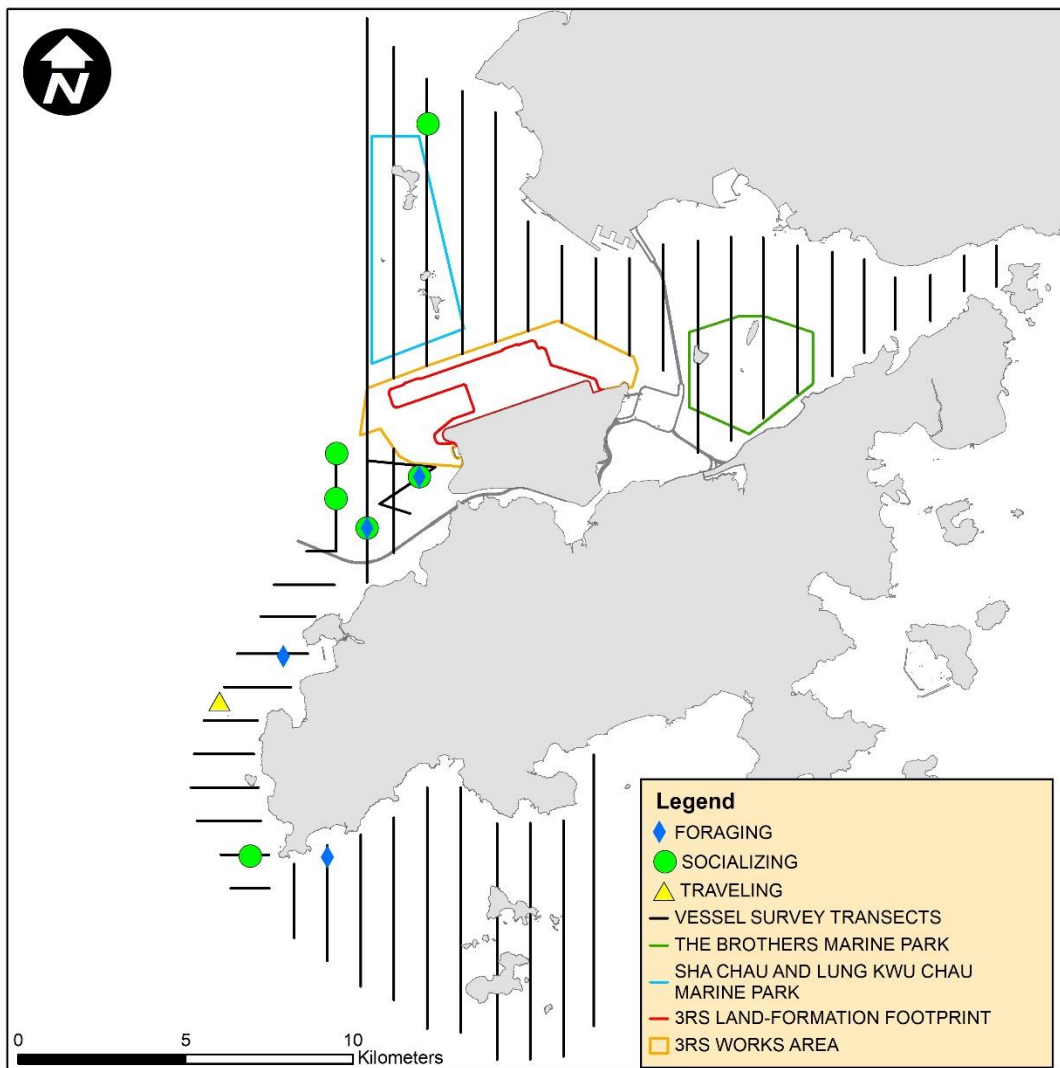 N
Legend
FORAGING
SOCIALIZING
TRAVELING
VESSEL SURVEY TRANSECTS
THE BROTHERS MARINE PARK
SHA CHAU AND LUNG KWU CHAU
MARINE PARK
3RS LAND-FORMATION FOOTPRINT
3RS WORKS AREA
0 5 10
Kilometers